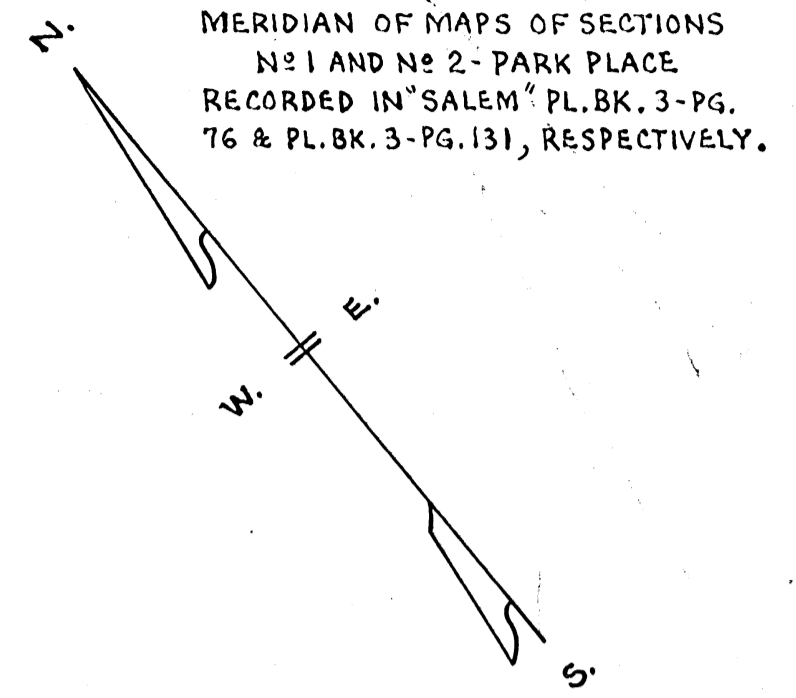 MERIDIAN OF MAPS OF SECTIONS
Nº 1 AND Nº 2 - PARK PLACE
RECORDED IN "SALEM" PL. BK. 3 - PG.
76 & PL. BK. 3 - PG. 131, RESPECTIVELY.
N.
E.
W.
S.